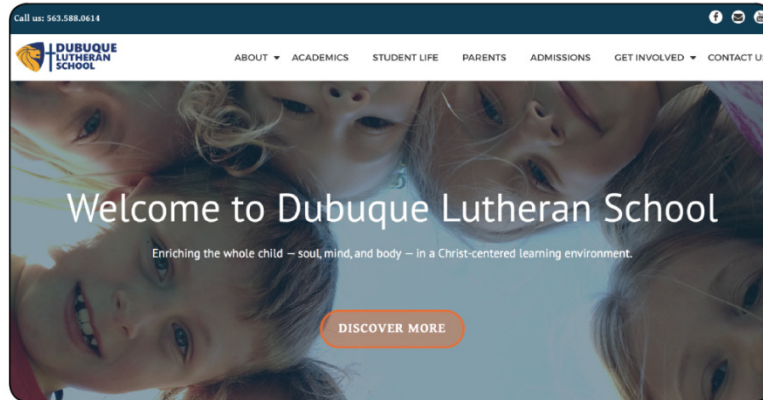 Call us: 563.588.0614
DUBUQUE
LUTHERAN
SCHOOL
ABOUT ACADEMICS STUDENT LIFE PARENTS ADMISSIONS GET INVOLVED CONTACT U
Welcome to Dubuque Lutheran School
Enriching the whole child — soul, mind, and body — in a Christ-centered learning environment.
DISCOVER MORE